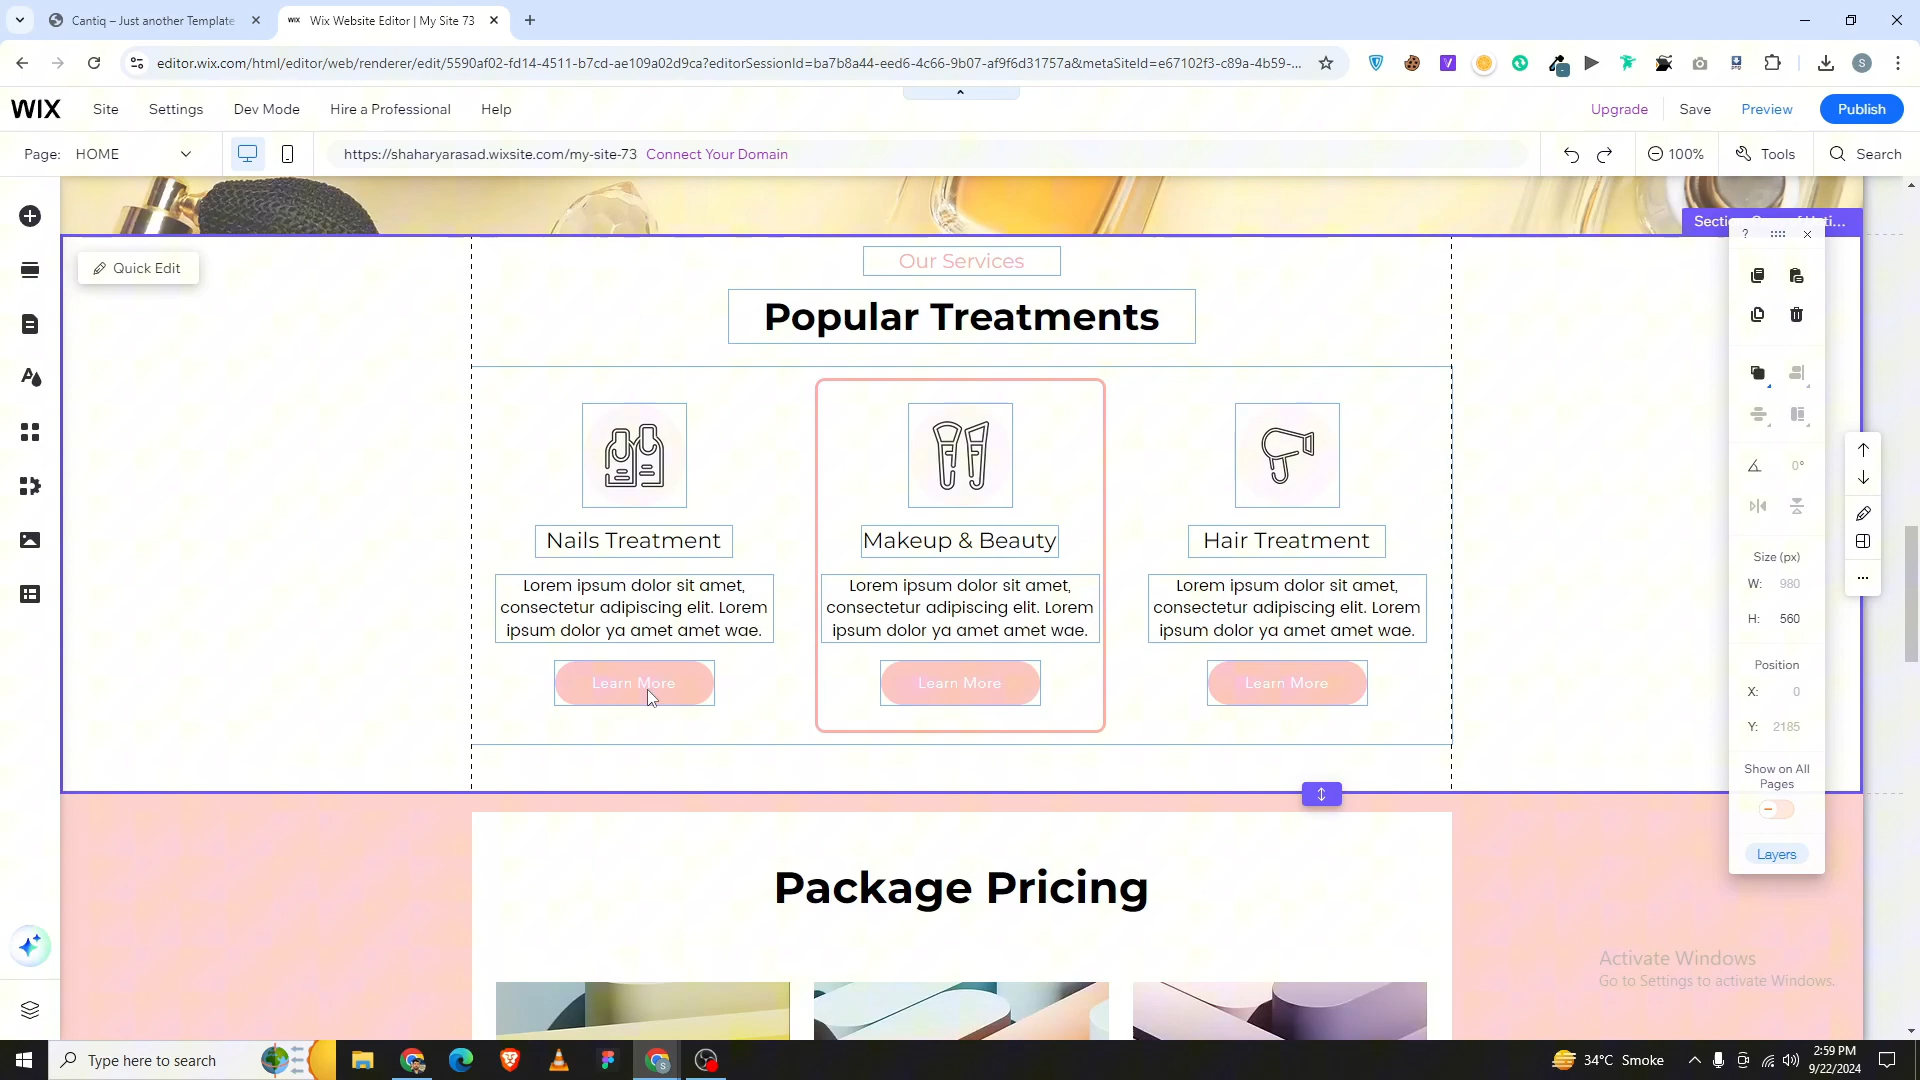 Cantiq – Just another Template
Wix Website Editor | My Site 73
editor.wix.com/html/editor/web/renderer/edit/5590af02-fd14-4511-b7cd-ae109a02d9ca?editorSessionId=ba7b8a44-eed6-4c66-9b07-af9f6d31757a&metaSiteId=e67102f3-c89a-4b59-...
WIX Site Settings Dev Mode Hire a Professional Help Upgrade Save Preview Publish
Page: HOME https://shaharyarasad.wixsite.com/my-site-73 Connect Your Domain 100% Tools Search
Quick Edit
Our Services
Popular Treatments
Nails Treatment
Lorem ipsum dolor sit amet,
consectetur adipiscing elit. Lorem
ipsum dolor ya amet amet wae.
Learn More
Makeup & Beauty
Lorem ipsum dolor sit amet,
consectetur adipiscing elit. Lorem
ipsum dolor ya amet amet wae.
Learn More
Hair Treatment
Lorem ipsum dolor sit amet,
consectetur adipiscing elit. Lorem
ipsum dolor ya amet amet wae.
Learn More
?
0°
Size (px)
W: 980
H: 560
Position
X: 0
Y: 2185
Show on All
Pages
Layers
Package Pricing
Activate Windows
Go to Settings to activate Windows.
Type here to search
34°C Smoke
2:59 PM
9/22/2024